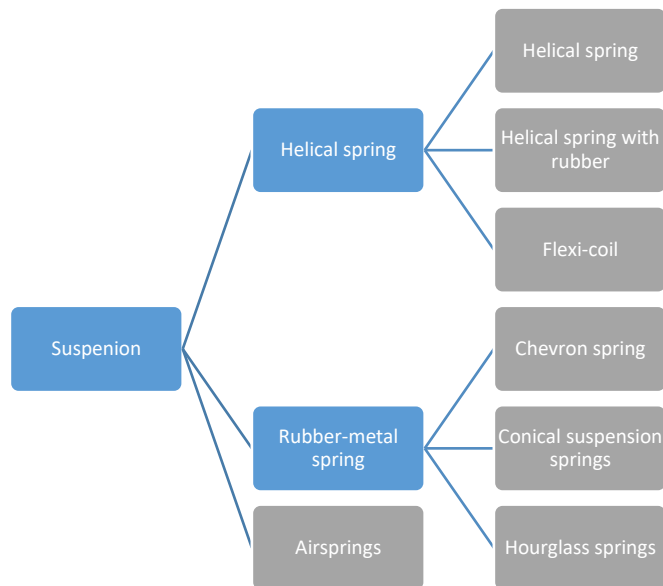 Suspenion
Helical spring
Helical spring
Helical spring with
rubber
Flexi-coil
Rubber-metal
spring
Chevron spring
Conical suspension
springs
Hourglass springs
Airsprings